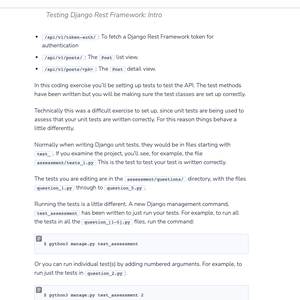 Testing Django Rest Framework: Intro
/api/v1/token-auth/ : To fetch a Django Rest Framework token for
authentication
/api/v1/posts/ : The Post list view.
/api/v1/posts/<pk> : The Post detail view.
In this coding exercise you'll be setting up tests to test the API. The test methods
have been written but you will be making sure the test classes are set up correctly.
Technically this was a difficult exercise to set up, since unit tests are being used to
assess that your unit tests are written correctly. For this reason things behave a
little differently.
Normally when writing Django unit tests, they would be in files starting with
test_ . If you examine the project, you'll see, for example, the file
assessment/tests_1.py . This is the test to test your test is written correctly.
The tests you are editing are in the assessment/questions/ directory, with the files
question_1.py through to question_5.py .
Running the tests is a little different. A new Django management command,
test_assessment has been written to just run your tests. For example, to run all
the tests in all the question_[1-5].py files, run the command:
$ python3 manage.py test_assessment
Or you can run individual test(s) by adding numbered arguments. For example, to
run just the tests in question_2.py :
$ python3 manage.py test_assessment 2